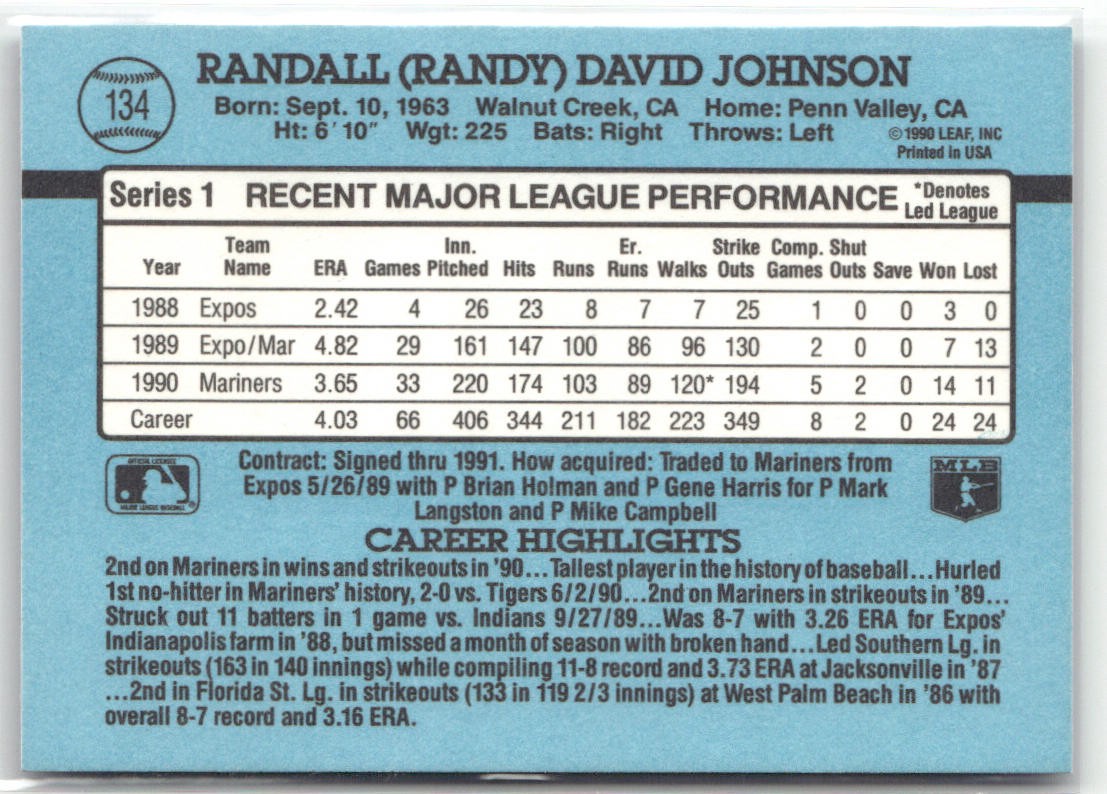 134
RANDALL (RANDY) DAVID JOHNSON
Born: Sept. 10, 1963 Walnut Creek, CA Home: Penn Valley, CA
Ht: 6'10" Wgt: 225 Bats: Right Throws: Left
©1990 LEAF, INC
Printed in USA
Series 1 RECENT MAJOR LEAGUE PERFORMANCE
*Denotes
Led League
Team Inn. Er. Strike Comp. Shut
Year Name ERA Games Pitched Hits Runs Runs Walks Outs Games Outs Save Won Lost
1988 Expos 2.42 4 26 23 8 7 7 25 1 0 0 3 0
1989 Expo/Mar 4.82 29 161 147 100 86 96 130 2 0 0 7 13
1990 Mariners 3.65 33 220 174 103 89 120* 194 5 2 0 14 11
Career 4.03 66 406 344 211 182 223 349 8 2 0 24 24
OFFICIAL LICENSEE
MAJOR LEAGUE BASEBALL
®
Contract: Signed thru 1991. How acquired: Traded to Mariners from
Expos 5/26/89 with P Brian Holman and P Gene Harris for P Mark
Langston and P Mike Campbell
MLB
CAREER HIGHLIGHTS
2nd on Mariners in wins and strikeouts in '90...Tallest player in the history of baseball...Hurled
1st no-hitter in Mariners' history, 2-0 vs. Tigers 6/2/90...2nd on Mariners in strikeouts in '89...
Struck out 11 batters in 1 game vs. Indians 9/27/89...Was 8-7 with 3.26 ERA for Expos'
Indianapolis farm in '88, but missed a month of season with broken hand...Led Southern Lg. in
strikeouts (163 in 140 innings) while compiling 11-8 record and 3.73 ERA at Jacksonville in '87
...2nd in Florida St. Lg. in strikeouts (133 in 119 2/3 innings) at West Palm Beach in '86 with
overall 8-7 record and 3.16 ERA.